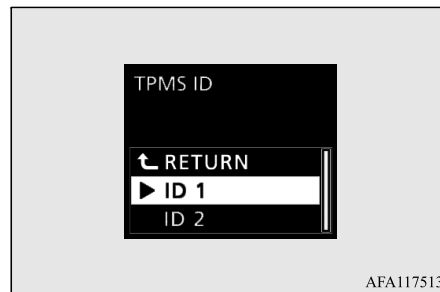 TPMS ID
RETURN
ID 1
ID 2
AFA117513